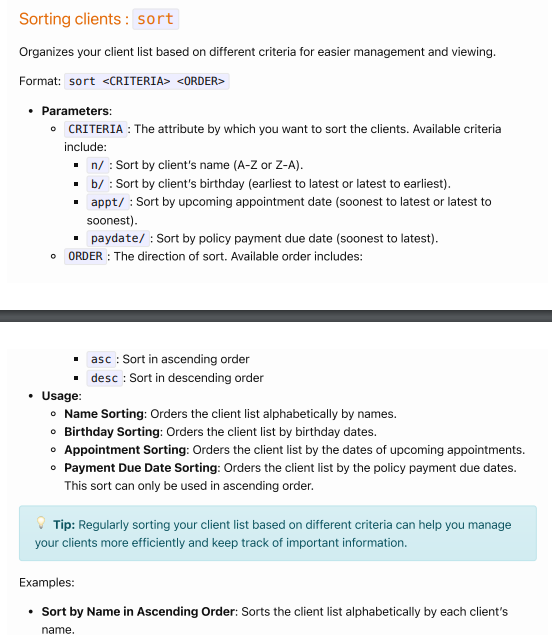 Sorting clients : sort
Organizes your client list based on different criteria for easier management and viewing.
Format: sort <CRITERIA> <ORDER>
• Parameters:
◦ CRITERIA : The attribute by which you want to sort the clients. Available criteria
include:
▪ n/ : Sort by client's name (A-Z or Z-A).
▪ b/ : Sort by client's birthday (earliest to latest or latest to earliest).
▪ appt/ : Sort by upcoming appointment date (soonest to latest or latest to
soonest).
▪ paydate/ : Sort by policy payment due date (soonest to latest).
◦ ORDER : The direction of sort. Available order includes:
▪ asc : Sort in ascending order
▪ desc : Sort in descending order
• Usage:
◦ Name Sorting: Orders the client list alphabetically by names.
◦ Birthday Sorting: Orders the client list by birthday dates.
◦ Appointment Sorting: Orders the client list by the dates of upcoming appointments.
◦ Payment Due Date Sorting: Orders the client list by the policy payment due dates.
This sort can only be used in ascending order.
💡 Tip: Regularly sorting your client list based on different criteria can help you manage
your clients more efficiently and keep track of important information.
Examples:
• Sort by Name in Ascending Order: Sorts the client list alphabetically by each client's
name.